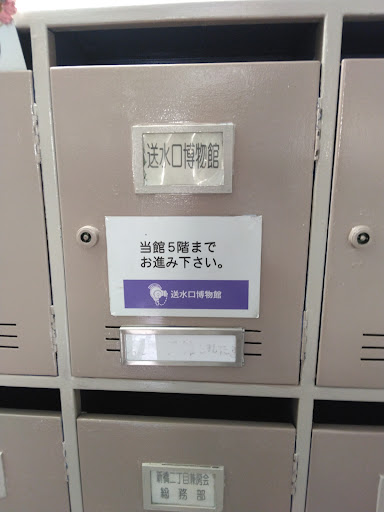 送水口博物館
当館5階まで
お進み下さい。
送水口博物館
新橋二丁目町会
総務部